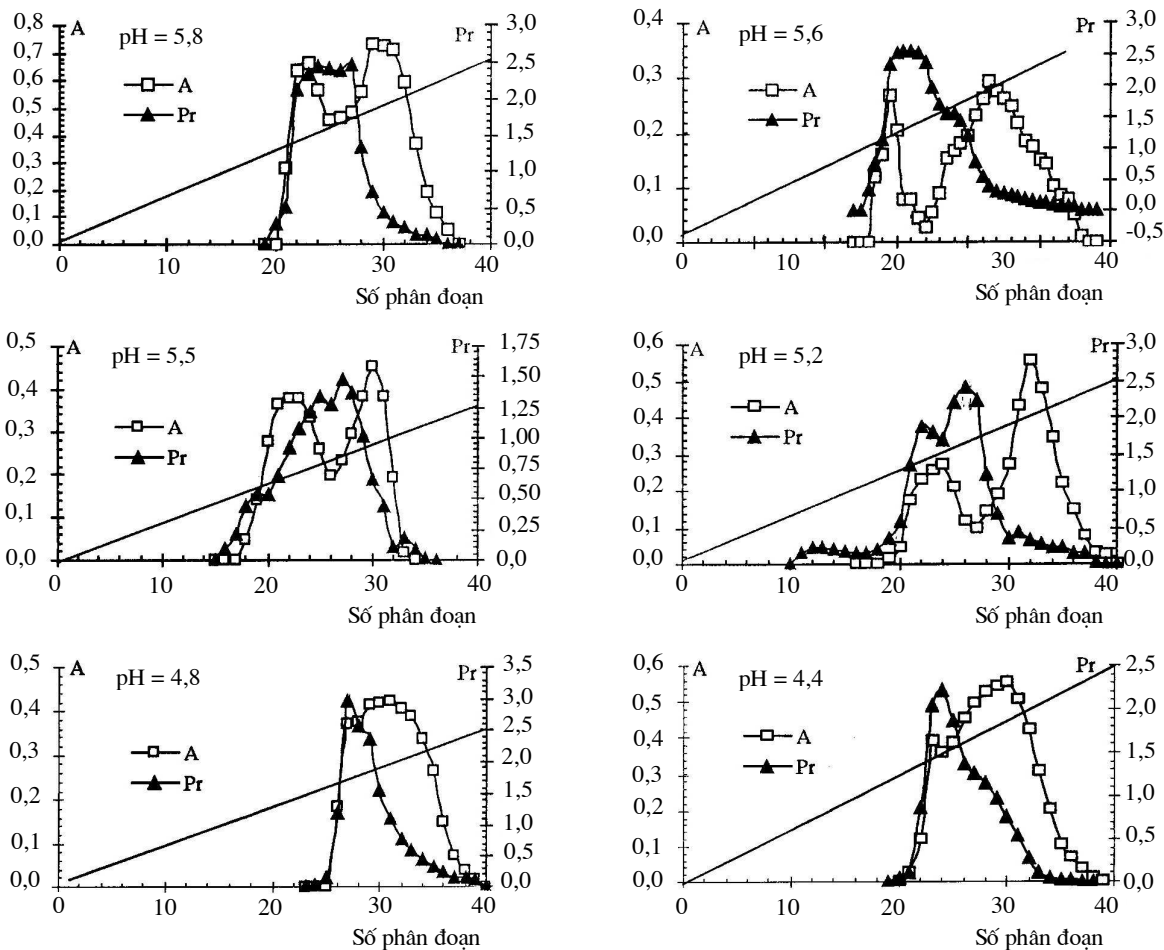 A pH = 5,8 Pr
A
Pr
0,8
0,7
0,6
0,5
0,4
0,3
0,2
0,1
0,0
3,0
2,5
2,0
1,5
1,0
0,5
0,0
0 10 20 30 40
Số phân đoạn
A pH = 5,6 Pr
A
Pr
0,4
0,3
0,2
0,1
0,0
3,0
2,5
2,0
1,5
1,0
0,5
0,0
-0,5
0 10 20 30 40
Số phân đoạn
A pH = 5,5 Pr
A
Pr
0,5
0,4
0,3
0,2
0,1
0,0
1,75
1,50
1,25
1,00
0,75
0,50
0,25
0,0
0 10 20 30 40
Số phân đoạn
A pH = 5,2 Pr
A
Pr
0,6
0,5
0,4
0,3
0,2
0,1
0,0
3,0
2,5
2,0
1,5
1,0
0,5
0,0
0 10 20 30 40
Số phân đoạn
A pH = 4,8 Pr
A
Pr
0,5
0,4
0,3
0,2
0,1
0,0
3,5
3,0
2,5
2,0
1,5
1,0
0,5
0,0
0 10 20 30 40
Số phân đoạn
A pH = 4,4 Pr
A
Pr
0,6
0,5
0,4
0,3
0,2
0,1
0,0
2,5
2,0
1,5
1,0
0,5
0,0
0 10 20 30 40
Số phân đoạn